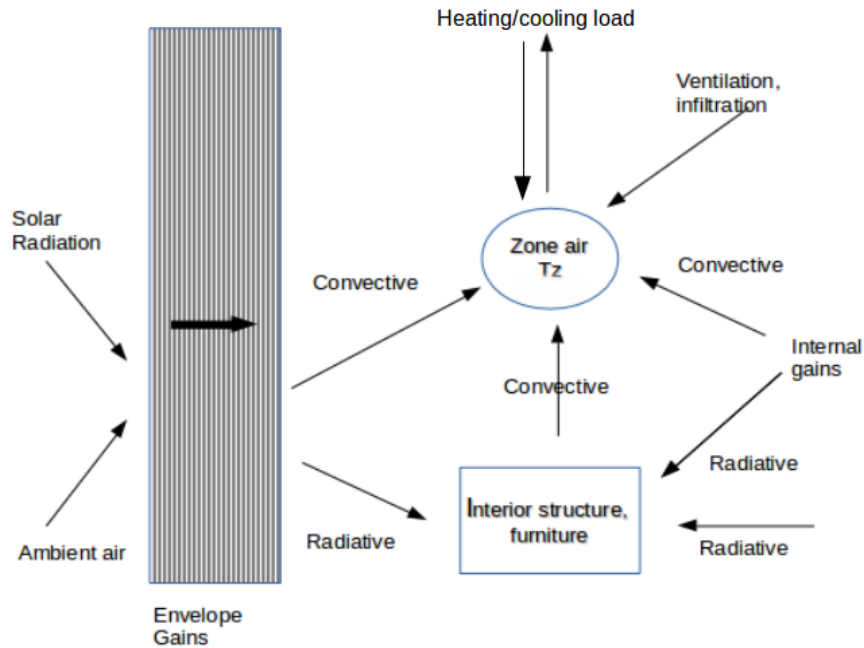 Heating/cooling load
Ventilation,
infiltration
Solar
Radiation
Zone air
Tz
Convective
Convective
Internal
gains
Convective
Radiative
Interior structure,
furniture
Radiative
Radiative
Ambient air
Envelope
Gains